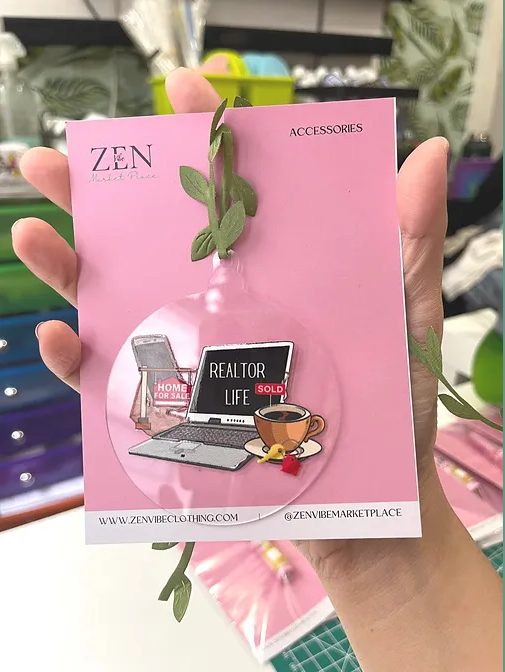 ACCESSORIES
ZEN
Vibe
Market Place
REALTOR
LIFE
SOLD
HOME
FOR SALE
WWW.ZENVIBECLOTHING.COM | @ZENVIBEMARKETPLACE